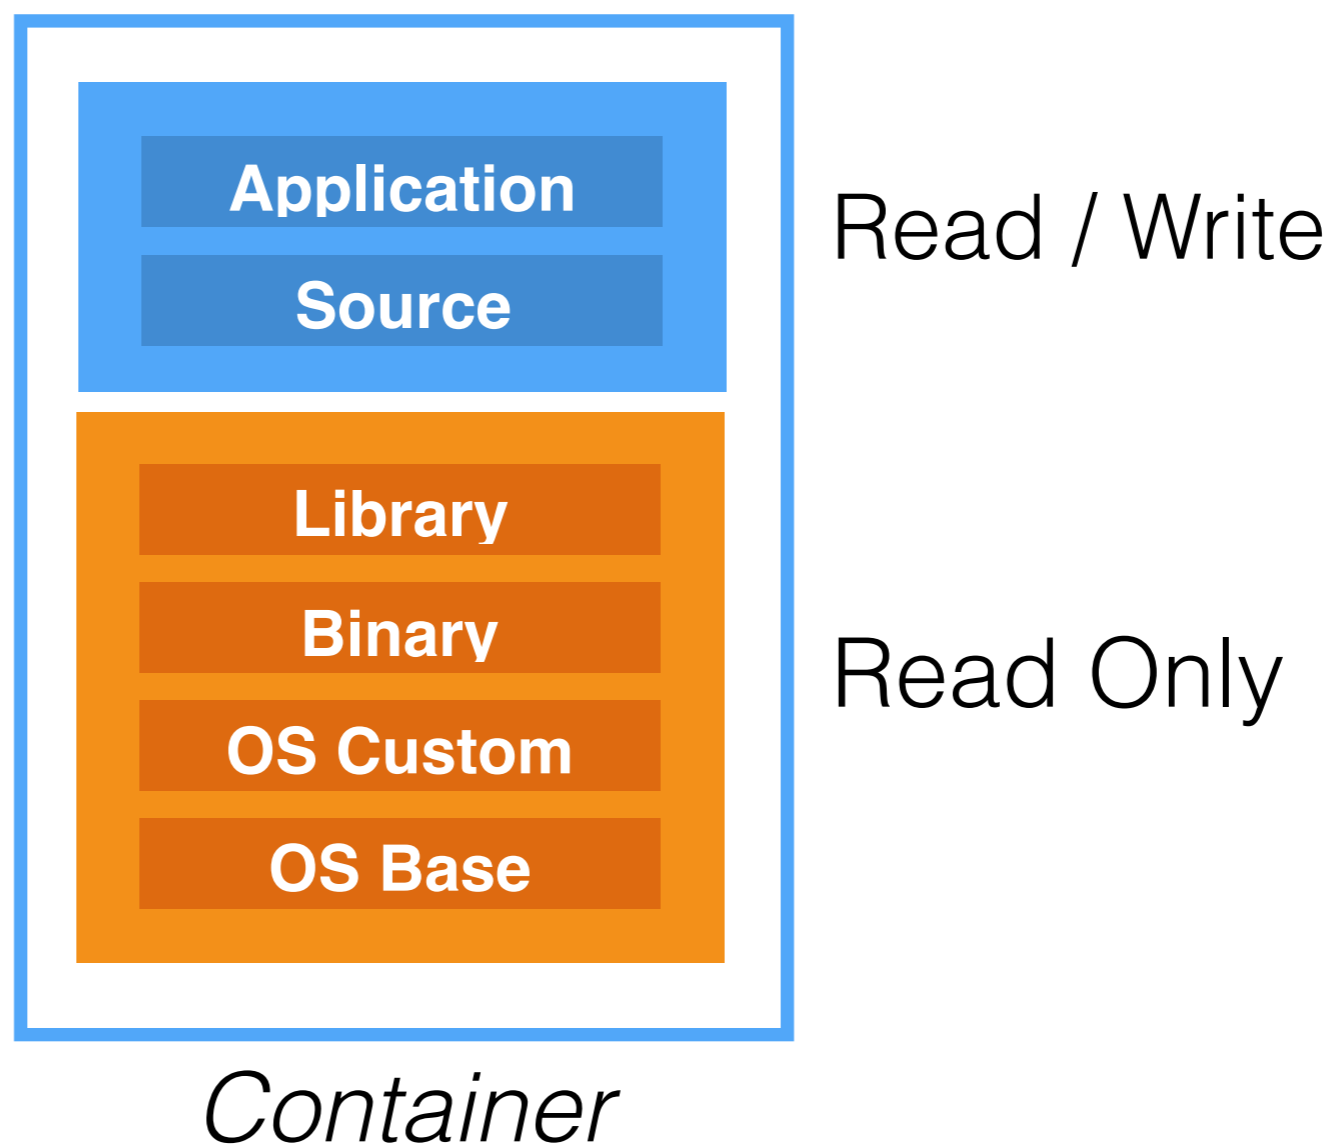 Application
Source
Read / Write
Library
Binary
OS Custom
OS Base
Read Only
Container